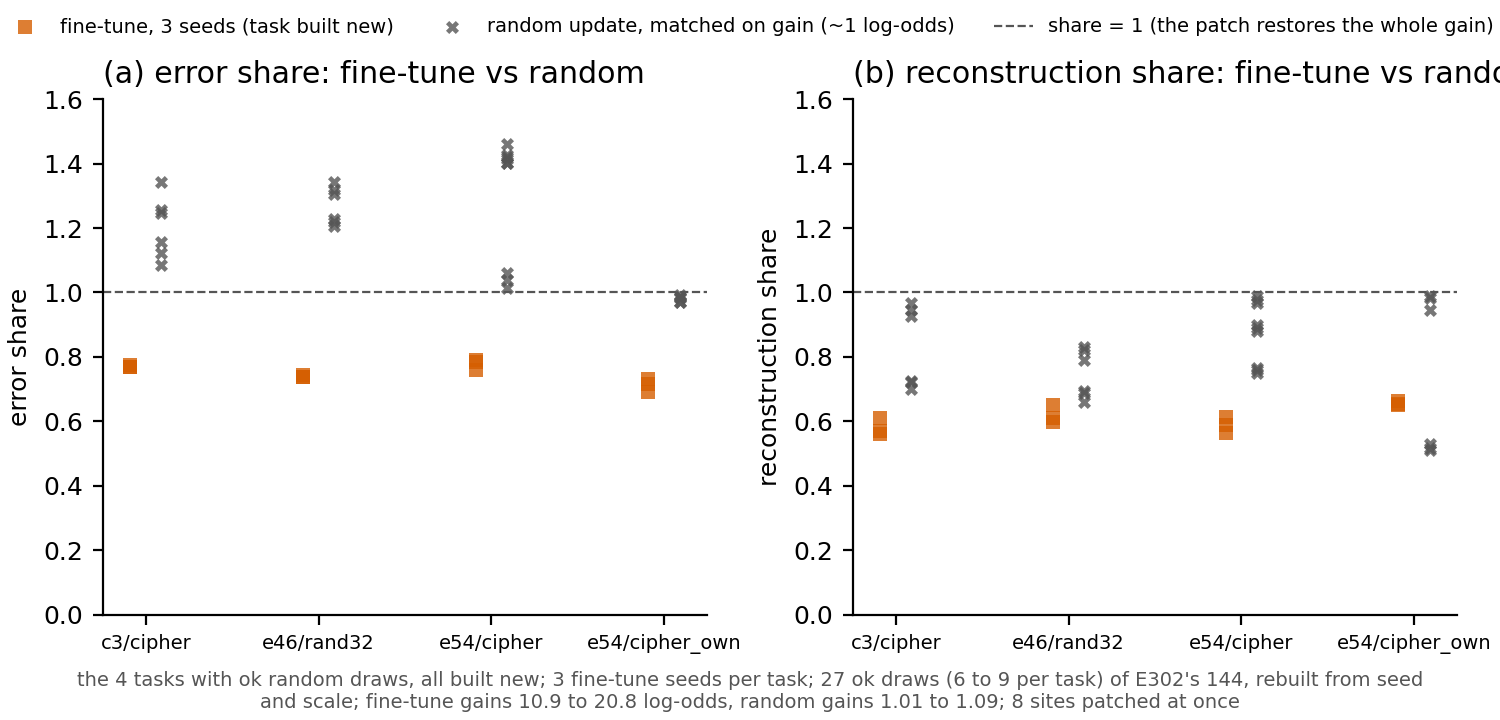 fine-tune, 3 seeds (task built new)
random update, matched on gain (~1 log-odds)
share = 1 (the patch restores the whole gain)
(a) error share: fine-tune vs random
error share
1.6
1.4
1.2
1.0
0.8
0.6
0.4
0.2
0.0
c3/cipher
e46/rand32
e54/cipher
e54/cipher_own
(b) reconstruction share: fine-tune vs rando
reconstruction share
1.6
1.4
1.2
1.0
0.8
0.6
0.4
0.2
0.0
c3/cipher
e46/rand32
e54/cipher
e54/cipher_own
the 4 tasks with ok random draws, all built new; 3 fine-tune seeds per task; 27 ok draws (6 to 9 per task) of E302's 144, rebuilt from seed
and scale; fine-tune gains 10.9 to 20.8 log-odds, random gains 1.01 to 1.09; 8 sites patched at once